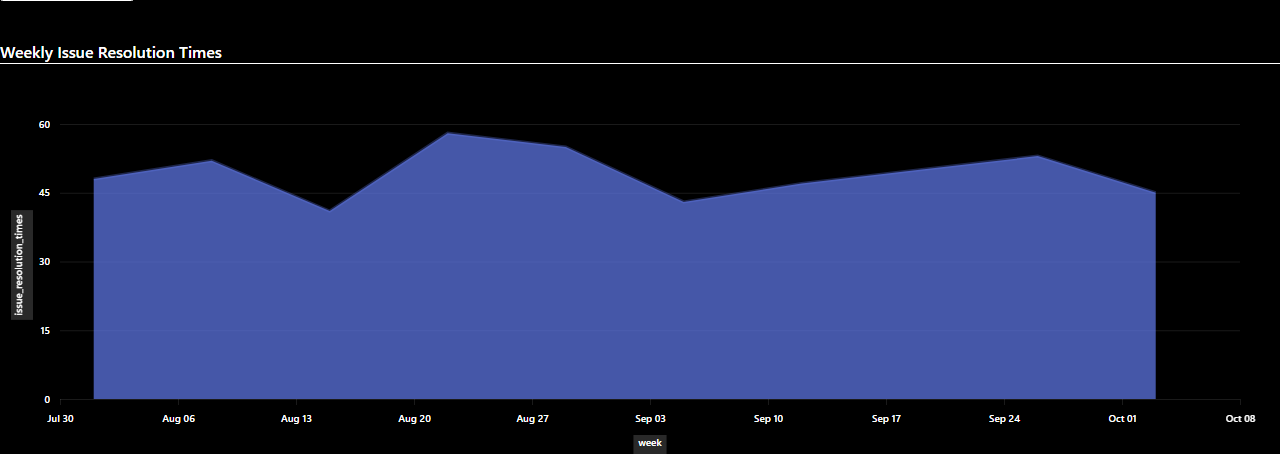 Weekly Issue Resolution Times
60
45
30
15
0
issue_resolution_times
Jul 30 Aug 06 Aug 13 Aug 20 Aug 27 Sep 03 Sep 10 Sep 17 Sep 24 Oct 01 Oct 08
week